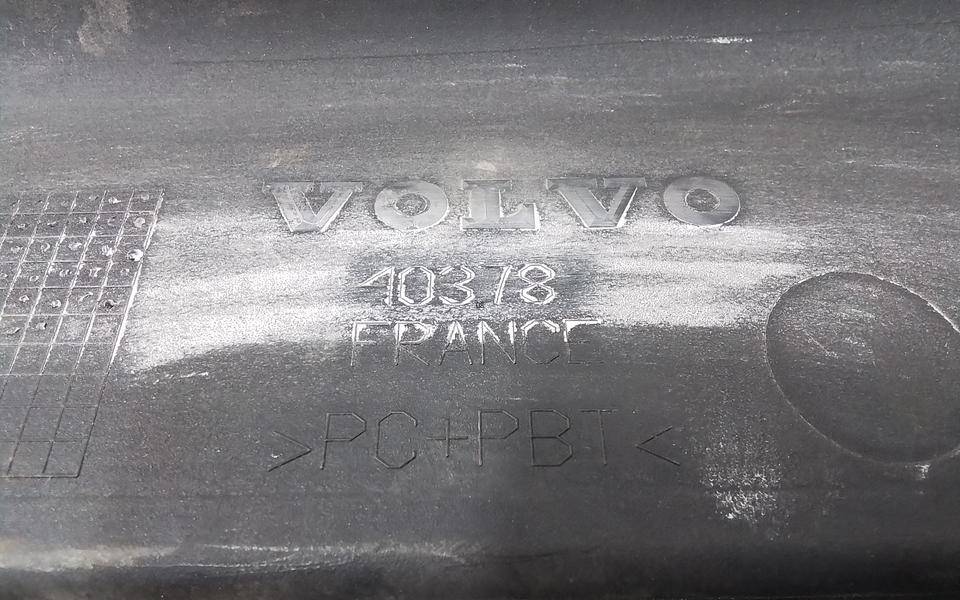 VOLVO
40378
FRANCE
>PC+PBT<